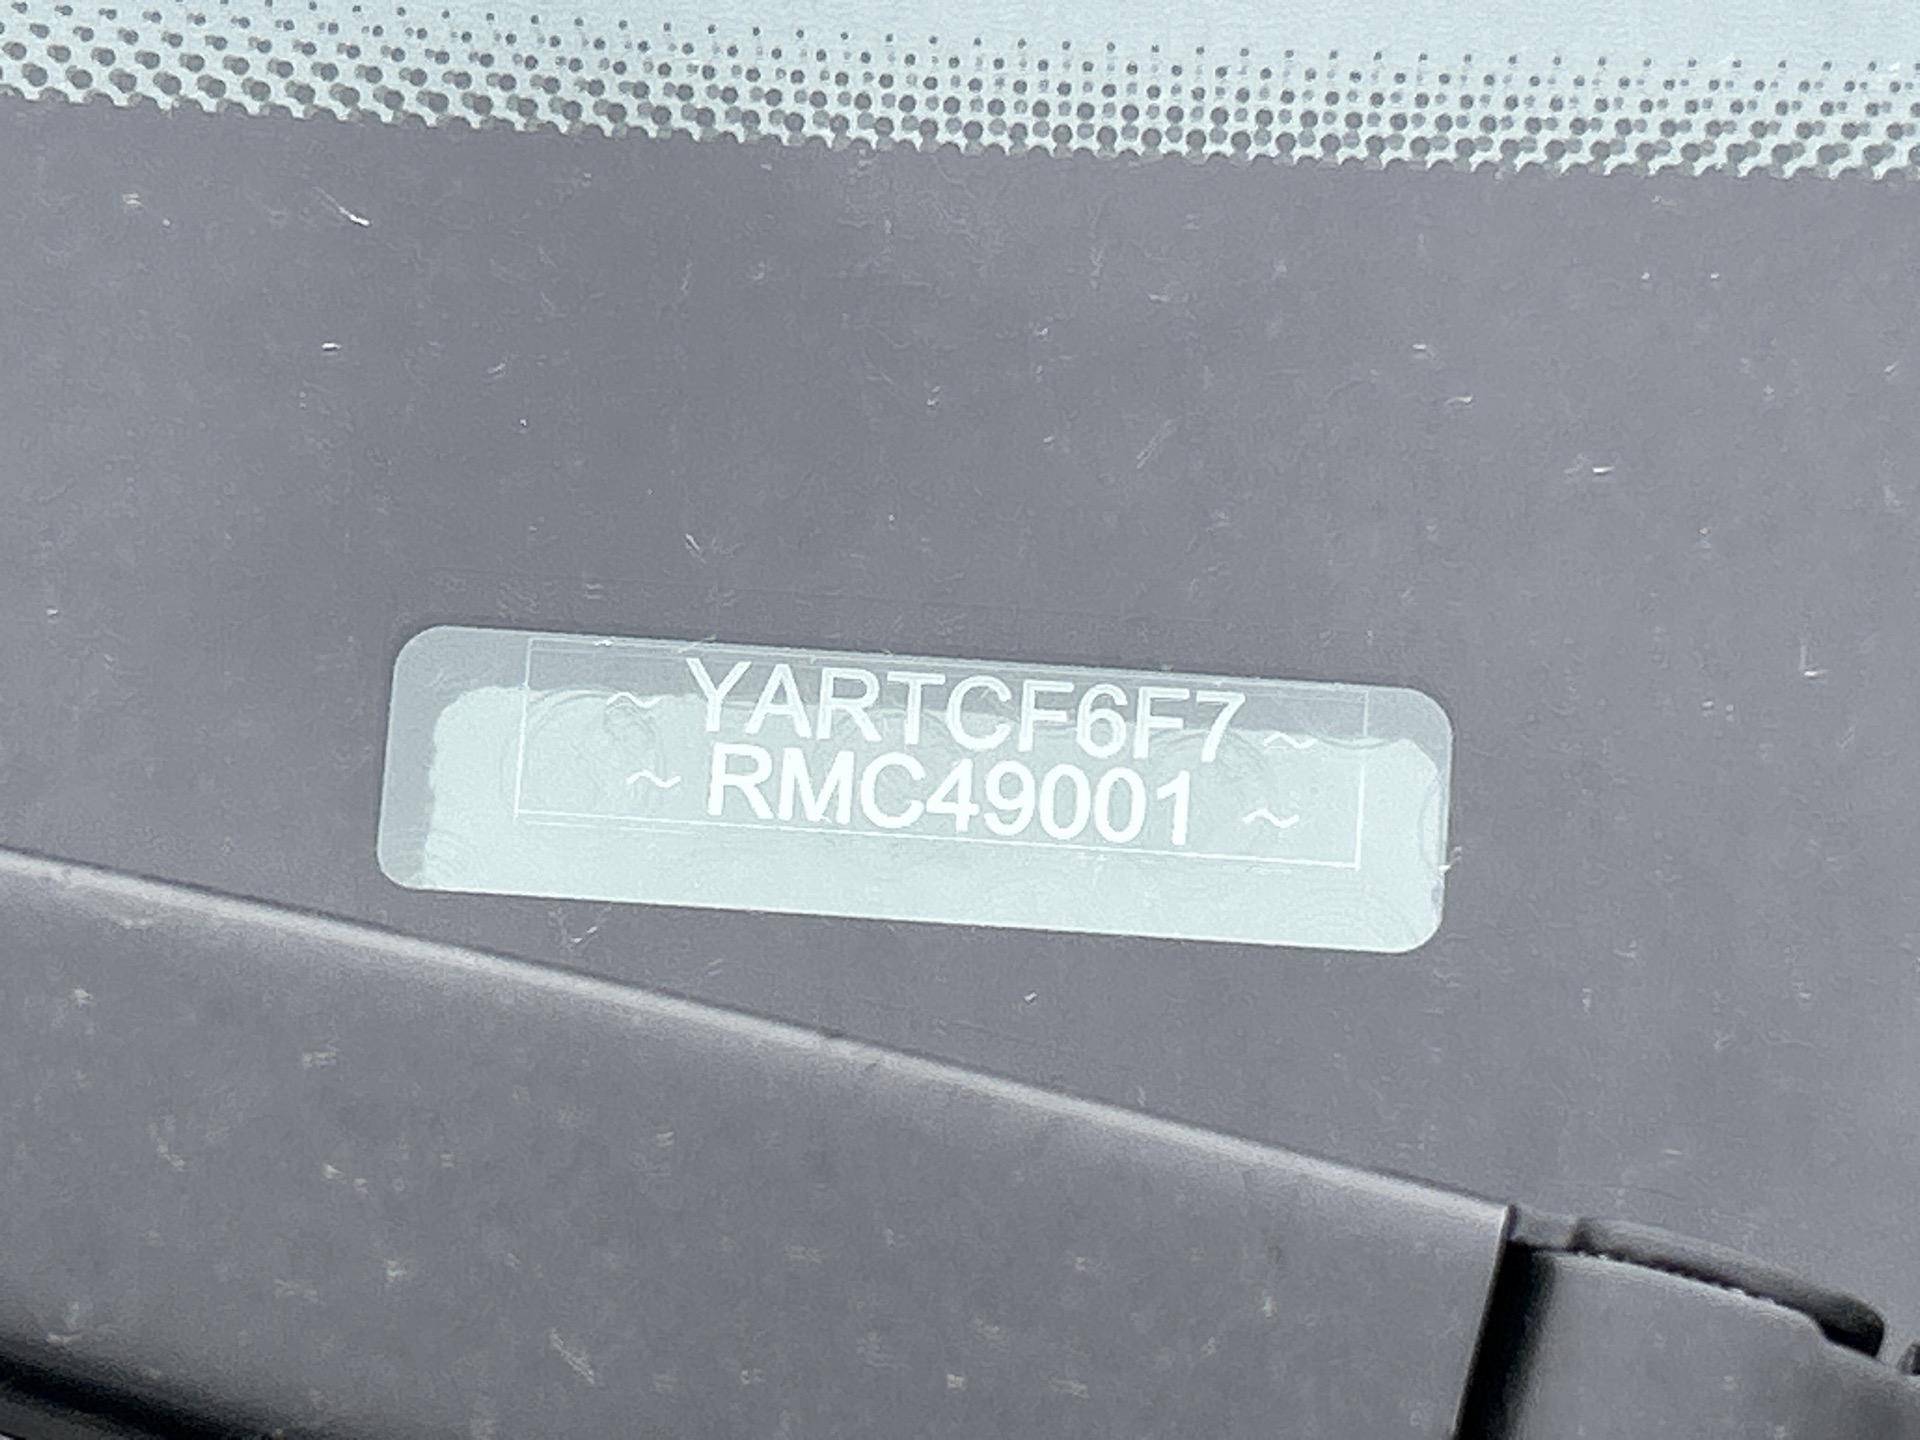 ~ YARTCF6F7 ~
~ RMC49001 ~